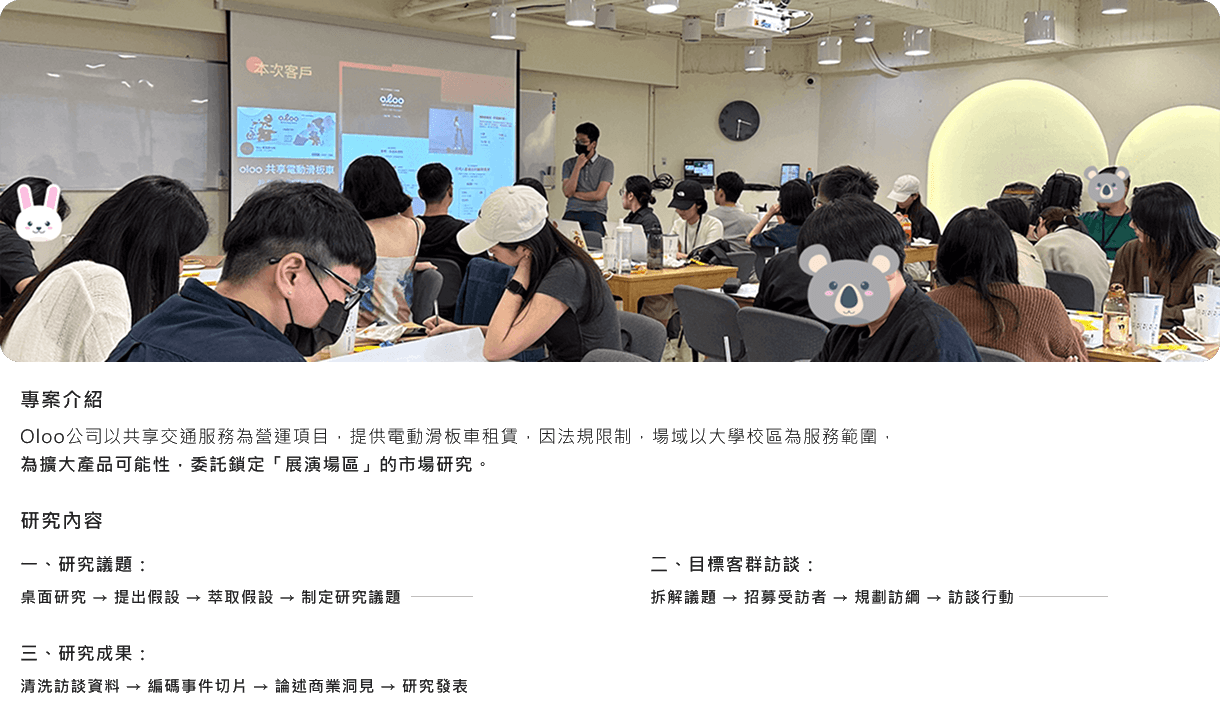 本次客戶
oloo
oloo
oloo 共享電動滑板車
專案介紹
Oloo公司以共享交通服務為營運項目，提供電動滑板車租賃，因法規限制，場域以大學校區為服務範圍，
為擴大產品可能性，委託鎖定「展演場區」的市場研究。
研究內容
一、研究議題：
桌面研究 → 提出假設 → 萃取假設 → 制定研究議題
二、目標客群訪談：
拆解議題 → 招募受訪者 → 規劃訪綱 → 訪談行動
三、研究成果：
清洗訪談資料 → 編碼事件切片 → 論述商業洞見 → 研究發表